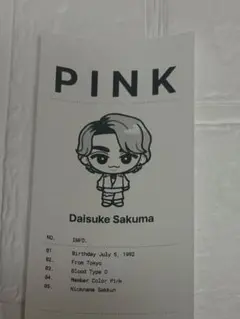 PINK
Daisuke Sakuma
NO. INFO.
01 Birthday July 5, 1992
02. From Tokyo
03. Blood Type O
04. Member Color Pink
05. Nickname Sakkun